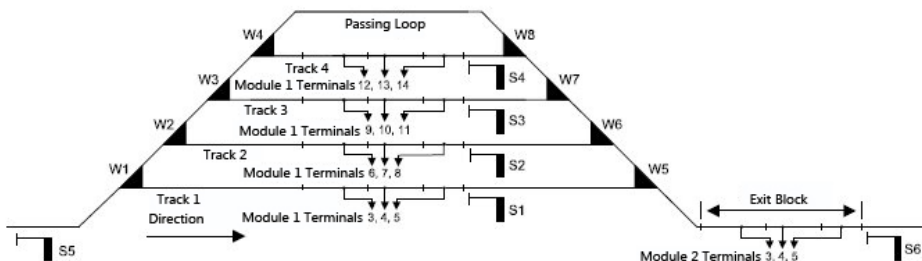 Passing Loop
W4
W8
Track 4
S4
Module 1 Terminals 12, 13, 14
W3
W7
Track 3
S3
Module 1 Terminals 9, 10, 11
W2
W6
Track 2
S2
Module 1 Terminals 6, 7, 8
W1
W5
Track 1
S1
Direction
Module 1 Terminals 3, 4, 5
Exit Block
S5
S6
Module 2 Terminals 3, 4, 5